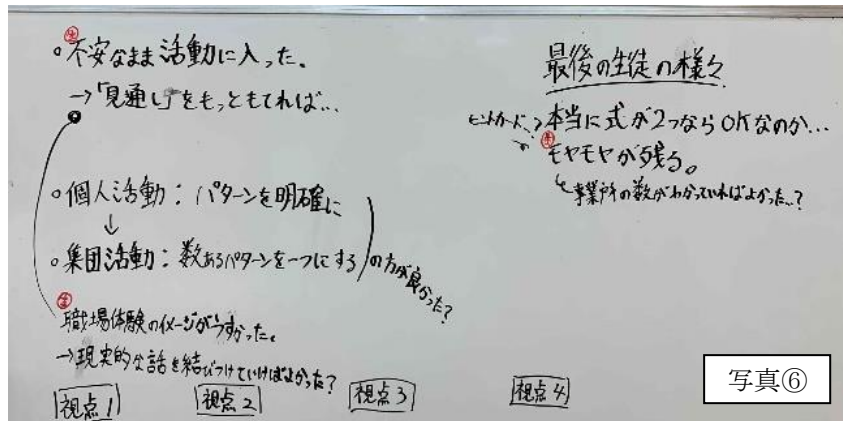 生
○不安なまま活動に入った。
→「見通し」をもっともてれば…
○個人活動：パターンを明確に
↓
○集団活動：数あるパターンを一つにする
の方が良かった？
生
職場体験のイメージがうすかった。
→現実的な話を結びつけていければよかった？
視点1
視点2
視点3
視点4
最後の生徒の様々
ヒントカード？
→本当に式が2つならOKなのか…
生
モヤモヤが残る。
事業所の数がわかっていればよかった..?
写真⑥